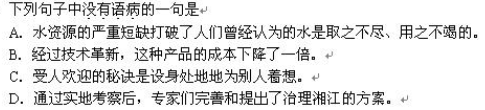 下列句子中没有语病的一句是
A．水资源的严重短缺打破了人们曾经认为的水是取之不尽、用之不竭的。
B．经过技术革新，这种产品的成本下降了一倍。
C．受人欢迎的秘诀是设身处地地为别人着想。
D．通过实地考察后，专家们完善和提出了治理湘江的方案。